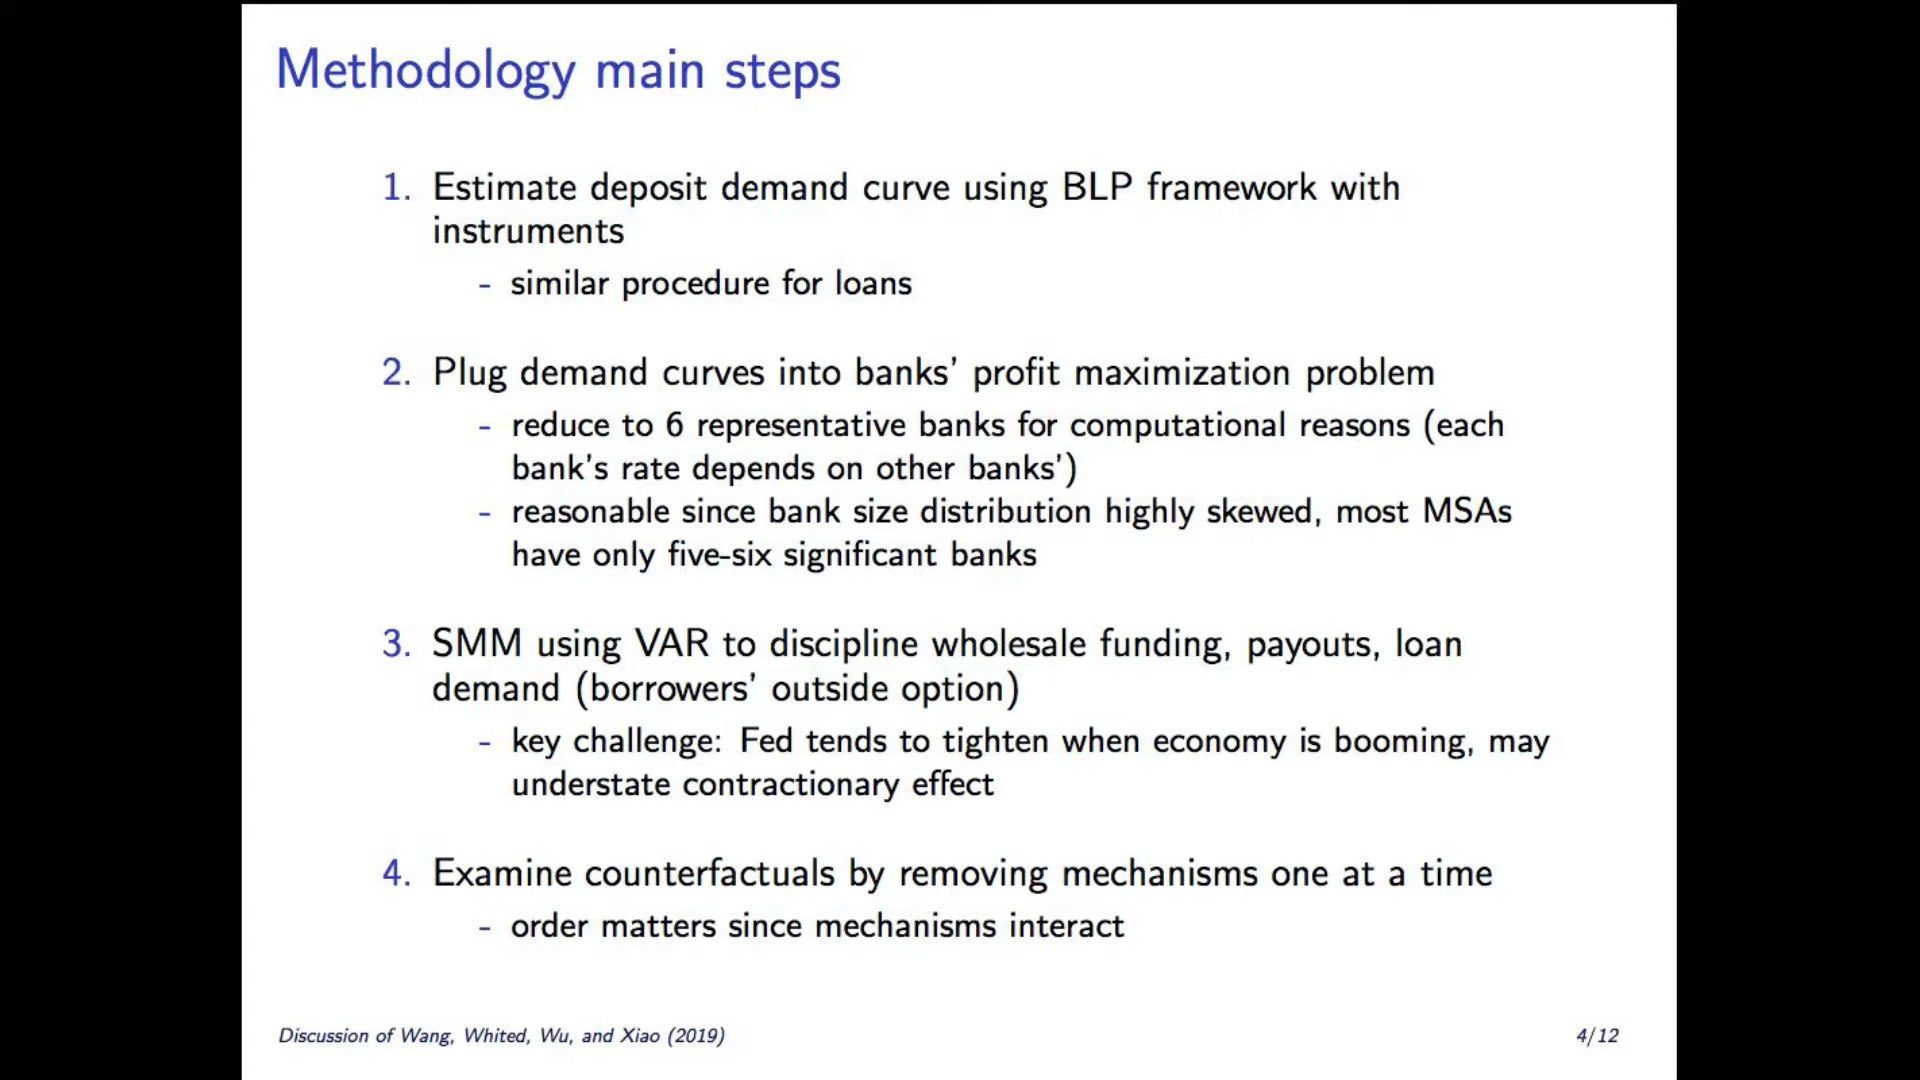 Methodology main steps
1. Estimate deposit demand curve using BLP framework with
instruments
- similar procedure for loans
2. Plug demand curves into banks' profit maximization problem
- reduce to 6 representative banks for computational reasons (each
bank's rate depends on other banks')
- reasonable since bank size distribution highly skewed, most MSAs
have only five-six significant banks
3. SMM using VAR to discipline wholesale funding, payouts, loan
demand (borrowers' outside option)
- key challenge: Fed tends to tighten when economy is booming, may
understate contractionary effect
4. Examine counterfactuals by removing mechanisms one at a time
- order matters since mechanisms interact
Discussion of Wang, Whited, Wu, and Xiao (2019)
4/12